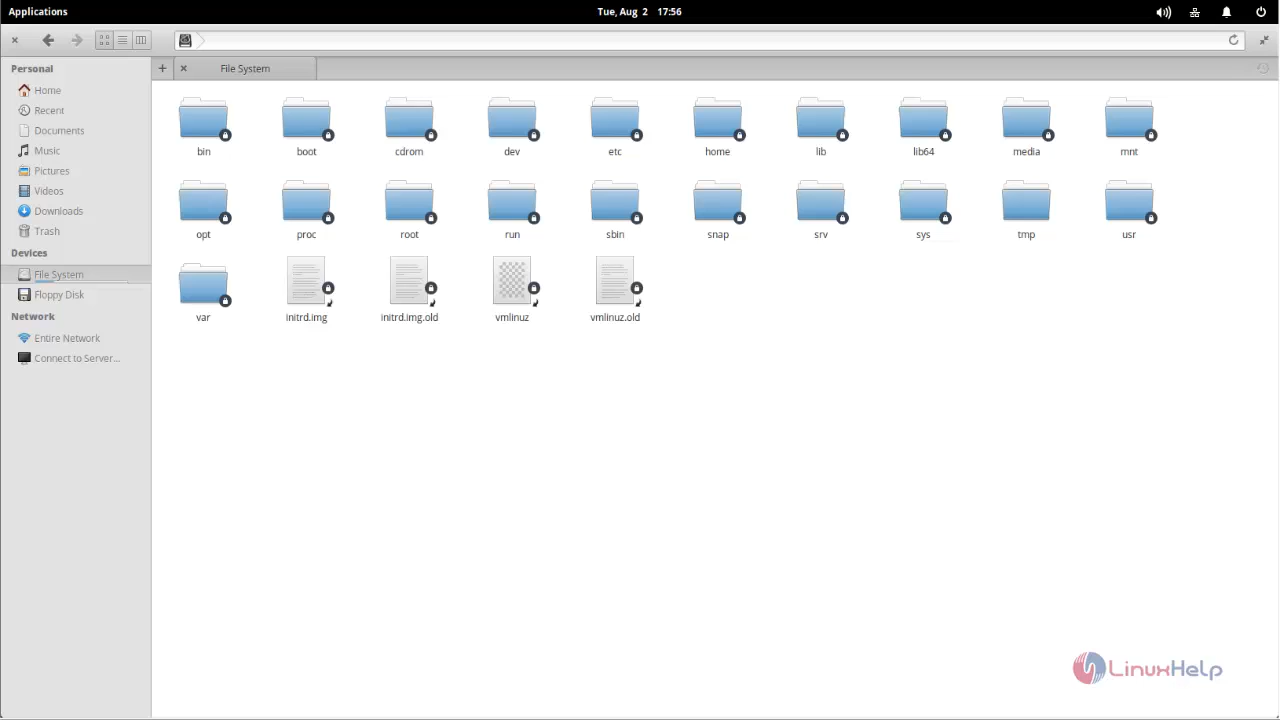 Applications
Tue, Aug 2 17:56
Personal
Home
Recent
Documents
Music
Pictures
Videos
Downloads
Trash
Devices
File System
Floppy Disk
Network
Entire Network
Connect to Server...
File System
bin boot cdrom dev etc home lib lib64 media mnt
opt proc root run sbin snap srv sys tmp usr
var initrd.img initrd.img.old vmlinuz vmlinuz.old
LinuxHelp